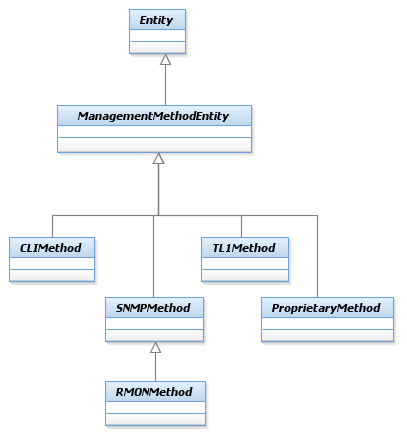 Entity
ManagementMethodEntity
CLIMethod
TL1Method
SNMPMethod
ProprietaryMethod
RMONMethod